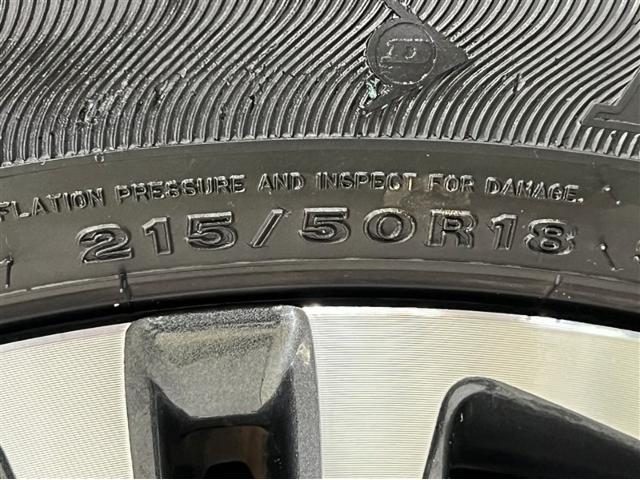 FLATION PRESSURE AND INSPECT FOR DAMAGE.
215/50R18